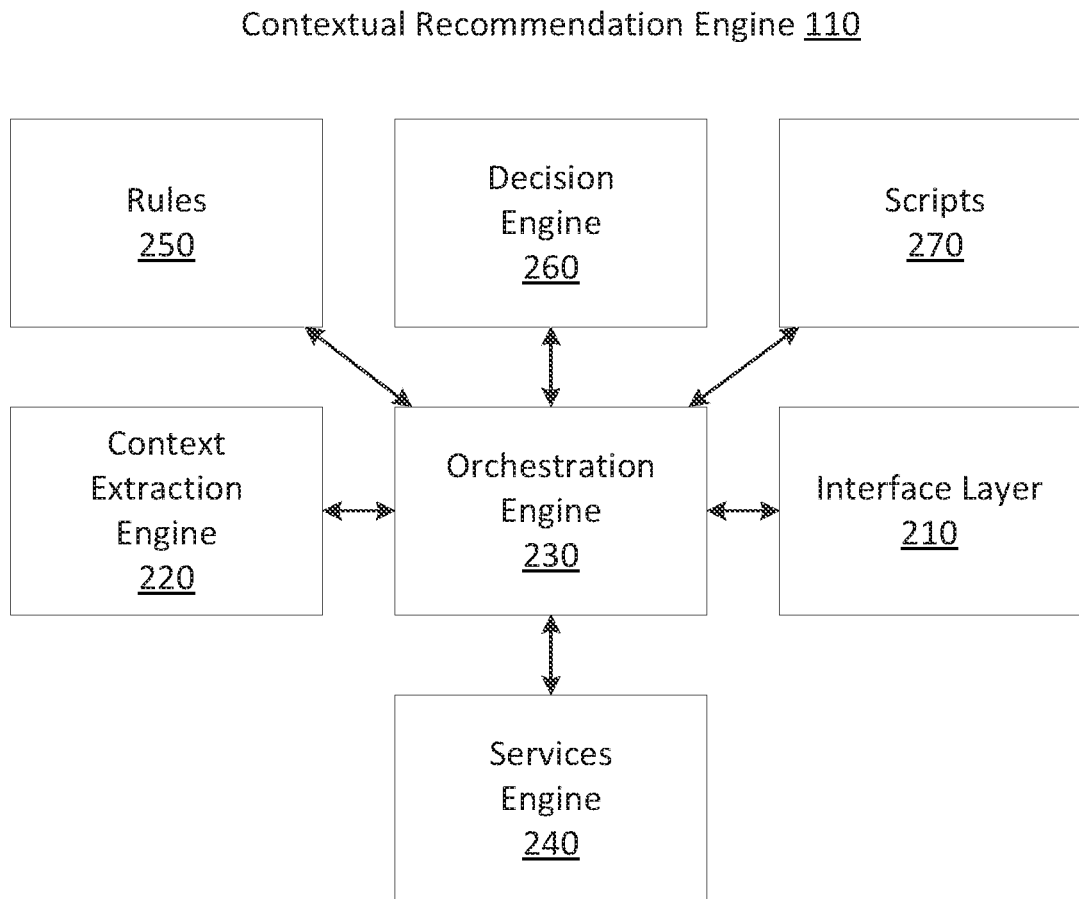 Contextual Recommendation Engine 110
Rules
250
Decision
Engine
260
Scripts
270
Context
Extraction
Engine
220
Orchestration
Engine
230
Interface Layer
210
Services
Engine
240